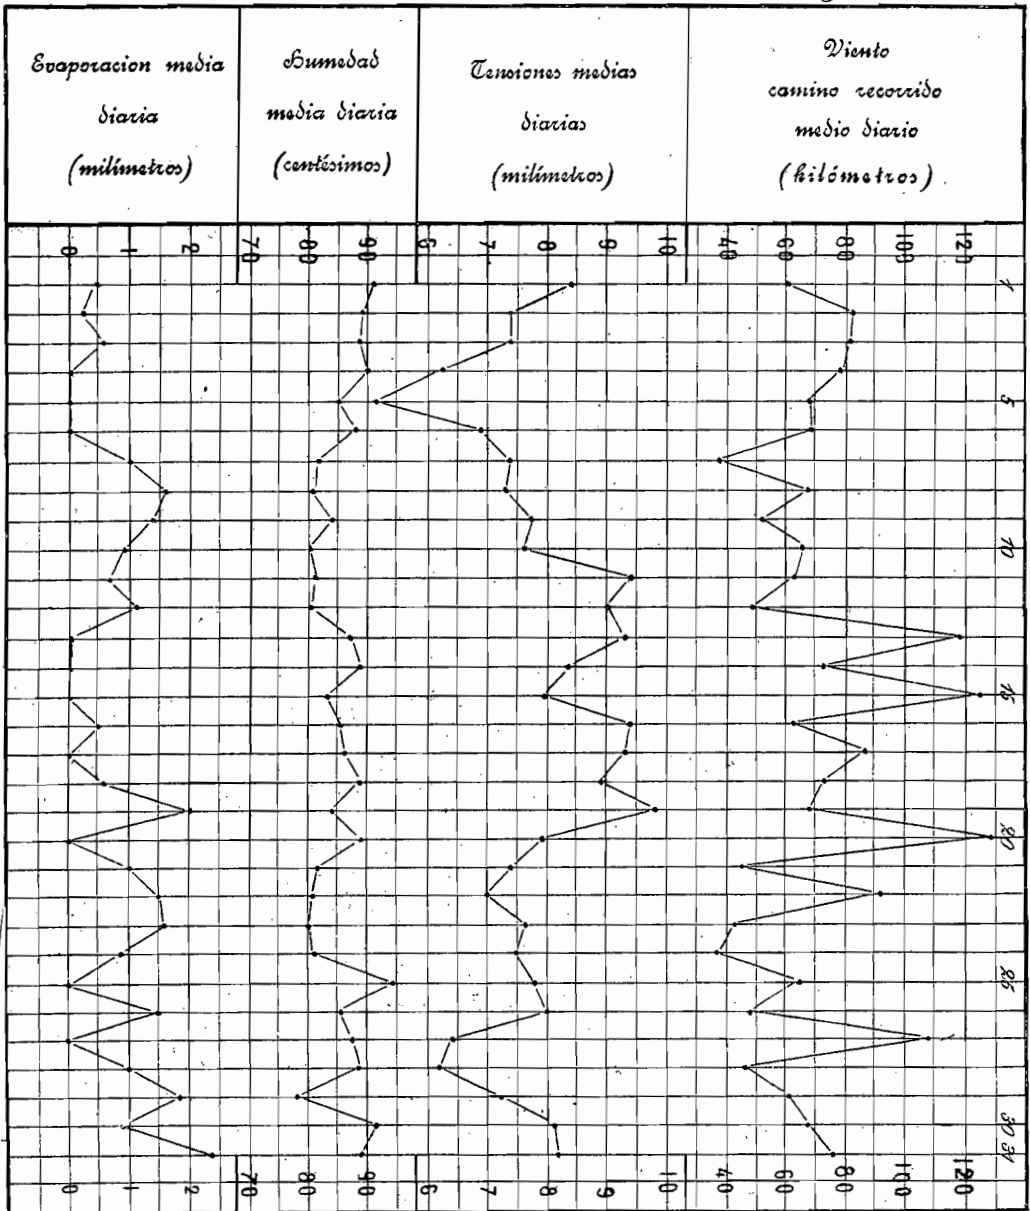 Evaporacion media
diaria
(milímetros)
Humedad
media diaria
(centésimos)
Tensiones medias
diarias
(milímetros)
Viento
camino recorrido
medio diario
(kilómetros)
0 1 2 70 80 90 6 7 8 9 10 40 60 80 100 120
1
5
10
15
20
25
30 31
0 1 2 70 80 90 6 7 8 9 10 40 60 80 100 120